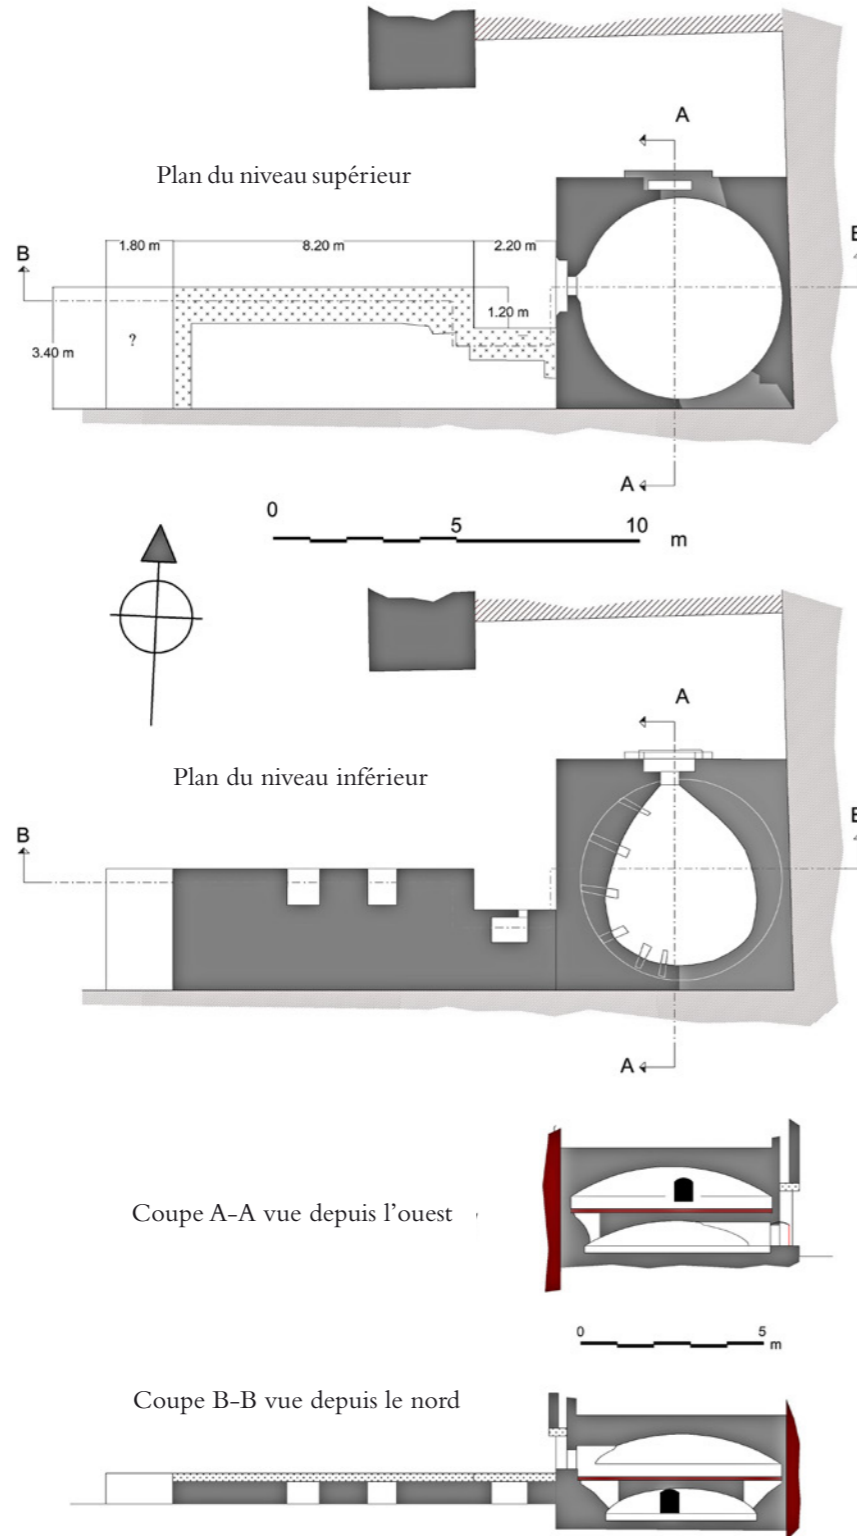 A
Plan du niveau supérieur
B
1.80 m
8.20 m
2.20 m
1.20 m
?
3.40 m
A
0
5
10
m
A
Plan du niveau inférieur
B
A
Coupe A-A vue depuis l'ouest
0
5
m
Coupe B-B vue depuis le nord